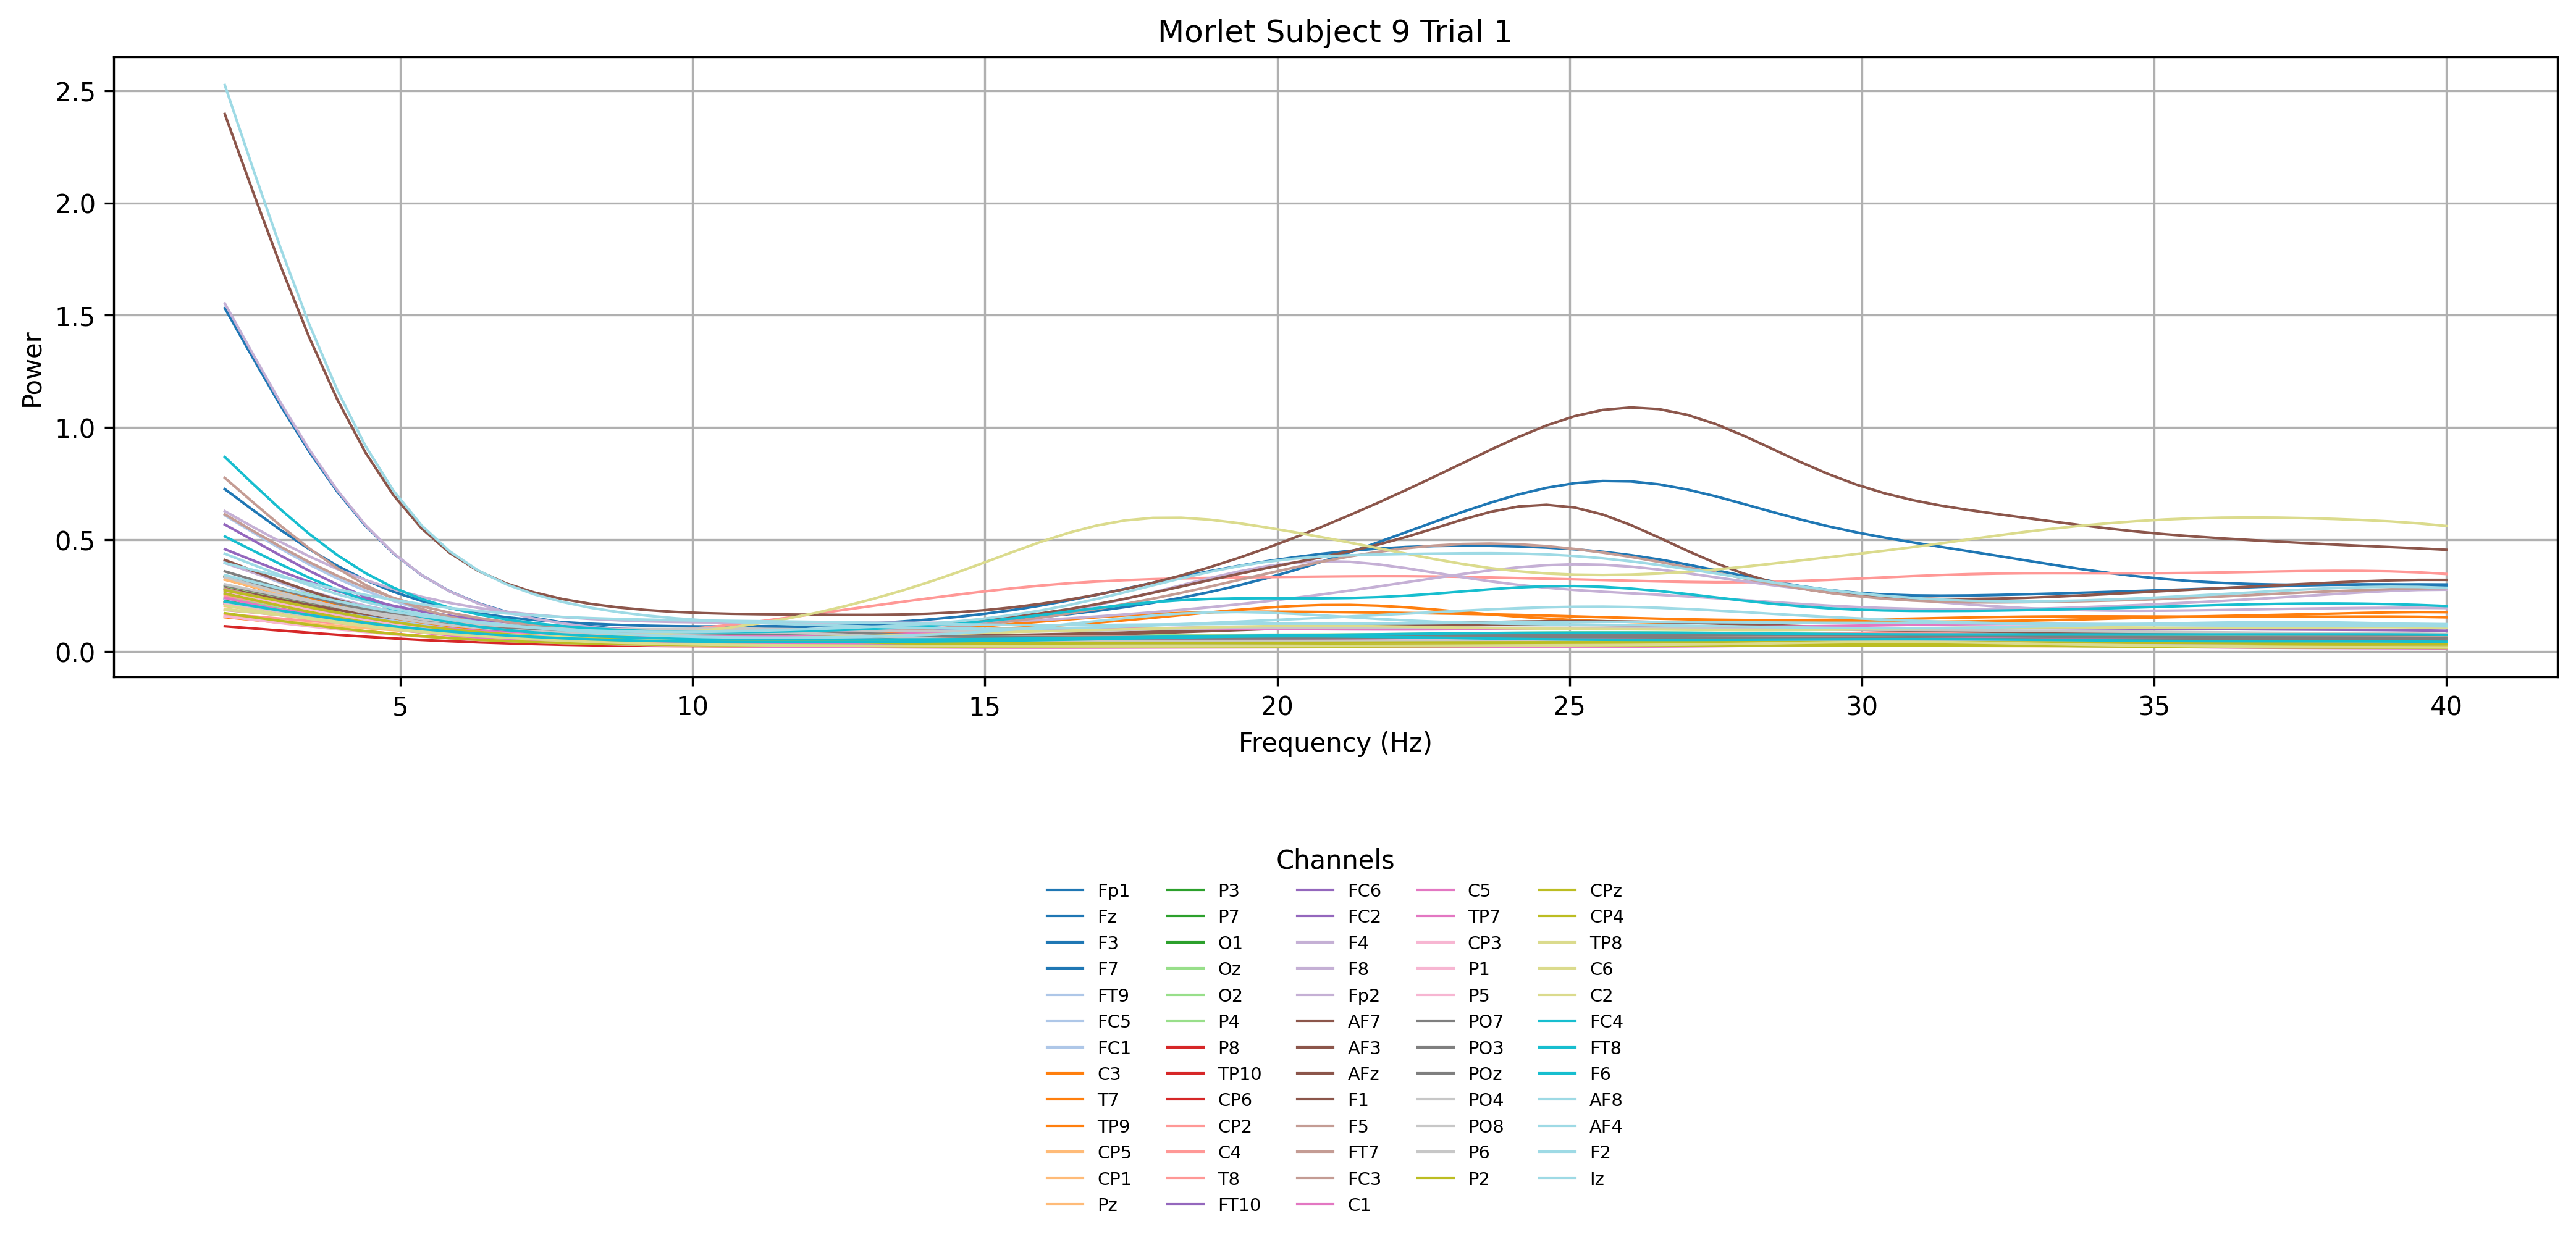 Morlet Subject 9 Trial 1
2.5
2.0
1.5
1.0
0.5
0.0
Power
5 10 15 20 25 30 35 40
Frequency (Hz)
Channels
Fp1 P3 FC6 C5 CPz
Fz P7 FC2 TP7 CP4
F3 O1 F4 CP3 TP8
F7 Oz F8 P1 C6
FT9 O2 Fp2 P5 C2
FC5 P4 AF7 PO7 FC4
FC1 P8 AF3 PO3 FT8
C3 TP10 AFz POz F6
T7 CP6 F1 PO4 AF8
TP9 CP2 F5 PO8 AF4
CP5 C4 FT7 P6 F2
CP1 T8 FC3 P2 Iz
Pz FT10 C1